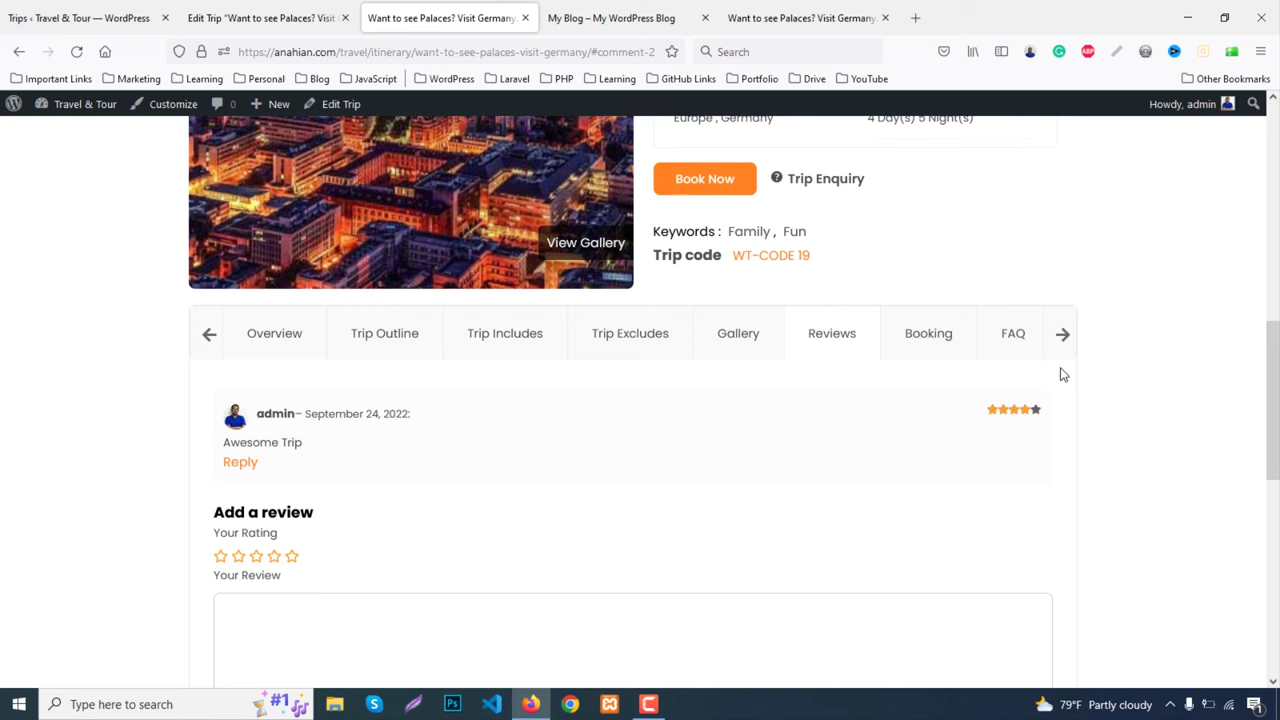 Trips ‹ Travel & Tour — WordPress
Edit Trip "Want to see Palaces? Visit
Want to see Palaces? Visit Germany
My Blog – My WordPress Blog
Want to see Palaces? Visit Germany
https://anahian.com/travel/itinerary/want-to-see-palaces-visit-germany/#comment-2
Search
ABP
Important Links
Marketing
Learning
Personal
Blog
JavaScript
WordPress
Laravel
PHP
Learning
GitHub Links
Portfolio
Drive
YouTube
Other Bookmarks
Travel & Tour
Customize
0
New
Edit Trip
Howdy, admin
Europe , Germany
4 Day(s) 5 Night(s)
Book Now
Trip Enquiry
View Gallery
Keywords : Family , Fun
Trip code WT-CODE 19
Overview
Trip Outline
Trip Includes
Trip Excludes
Gallery
Reviews
Booking
FAQ
admin– September 24, 2022:
Awesome Trip
Reply
Add a review
Your Rating
Your Review
Type here to search
#1
79°F Partly cloudy